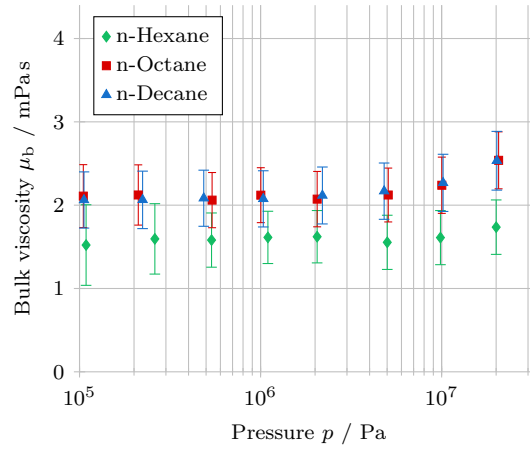 4
3
2
1
0
Bulk viscosity μb / mPa.s
n-Hexane
n-Octane
n-Decane
10^5
10^6
10^7
Pressure p / Pa